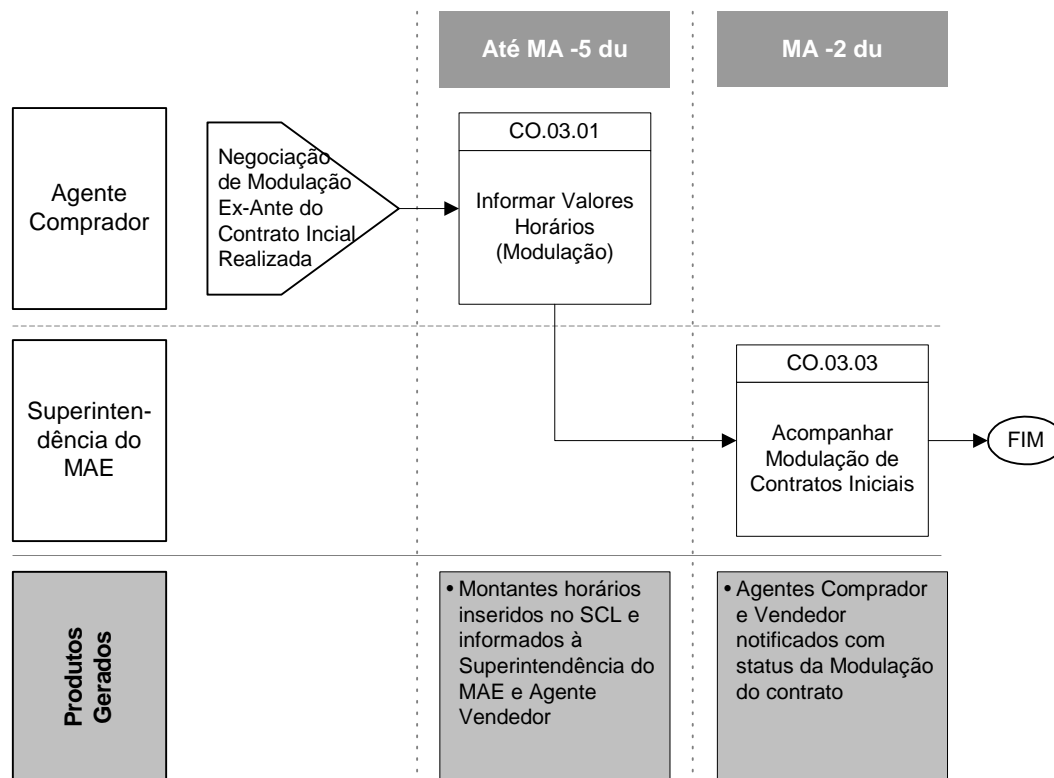 Até MA -5 du
MA -2 du
Agente
Comprador
Negociação
de Modulação
Ex-Ante do
Contrato Incial
Realizada
CO.03.01
Informar Valores
Horários
(Modulação)
Superinten-
dência do
MAE
CO.03.03
Acompanhar
Modulação de
Contratos Iniciais
FIM
Produtos
Gerados
• Montantes horários
inseridos no SCL e
informados à
Superintendência do
MAE e Agente
Vendedor
• Agentes Comprador
e Vendedor
notificados com
status da Modulação
do contrato